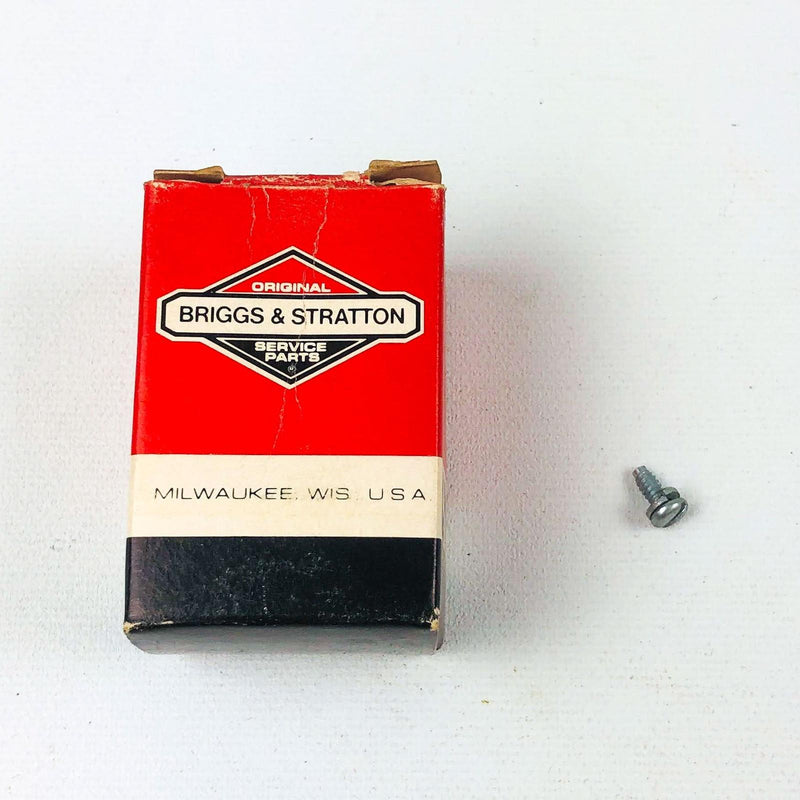 ORIGINAL
BRIGGS & STRATTON
SERVICE
PARTS
MILWAUKEE, WIS., U S A.